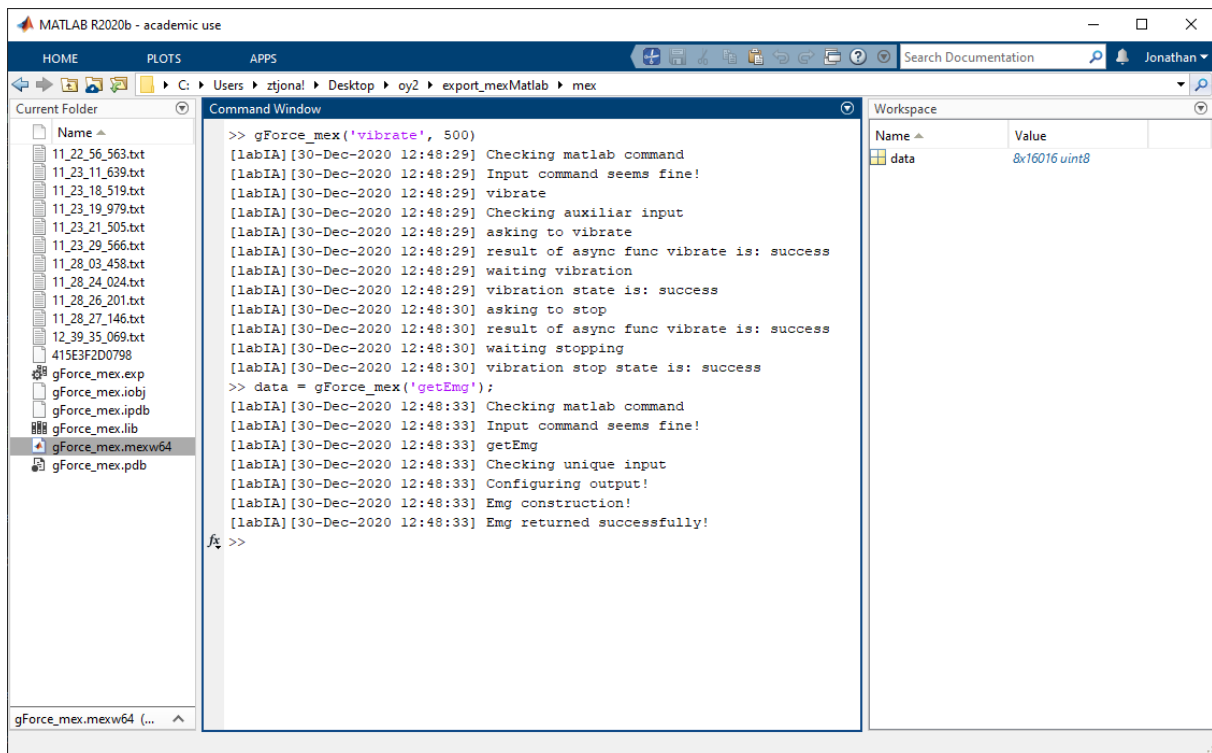 MATLAB R2020b - academic use
HOME PLOTS APPS Search Documentation Jonathan
C: Users ztjona! Desktop oy2 export_mexMatlab mex
Current Folder
Name
11_22_56_563.txt
11_23_11_639.txt
11_23_18_519.txt
11_23_19_979.txt
11_23_21_505.txt
11_23_29_566.txt
11_28_03_458.txt
11_28_24_024.txt
11_28_26_201.txt
11_28_27_146.txt
12_39_35_069.txt
415E3F2D0798
gForce_mex.exp
gForce_mex.iobj
gForce_mex.ipdb
gForce_mex.lib
gForce_mex.mexw64
gForce_mex.pdb
gForce_mex.mexw64 (...
Command Window
>> gForce_mex('vibrate', 500)
[labIA][30-Dec-2020 12:48:29] Checking matlab command
[labIA][30-Dec-2020 12:48:29] Input command seems fine!
[labIA][30-Dec-2020 12:48:29] vibrate
[labIA][30-Dec-2020 12:48:29] Checking auxiliar input
[labIA][30-Dec-2020 12:48:29] asking to vibrate
[labIA][30-Dec-2020 12:48:29] result of async func vibrate is: success
[labIA][30-Dec-2020 12:48:29] waiting vibration
[labIA][30-Dec-2020 12:48:29] vibration state is: success
[labIA][30-Dec-2020 12:48:30] asking to stop
[labIA][30-Dec-2020 12:48:30] result of async func vibrate is: success
[labIA][30-Dec-2020 12:48:30] waiting stopping
[labIA][30-Dec-2020 12:48:30] vibration stop state is: success
>> data = gForce_mex('getEmg');
[labIA][30-Dec-2020 12:48:33] Checking matlab command
[labIA][30-Dec-2020 12:48:33] Input command seems fine!
[labIA][30-Dec-2020 12:48:33] getEmg
[labIA][30-Dec-2020 12:48:33] Checking unique input
[labIA][30-Dec-2020 12:48:33] Configuring output!
[labIA][30-Dec-2020 12:48:33] Emg construction!
[labIA][30-Dec-2020 12:48:33] Emg returned successfully!
fx >>
Workspace
Name Value
data 8x16016 uint8